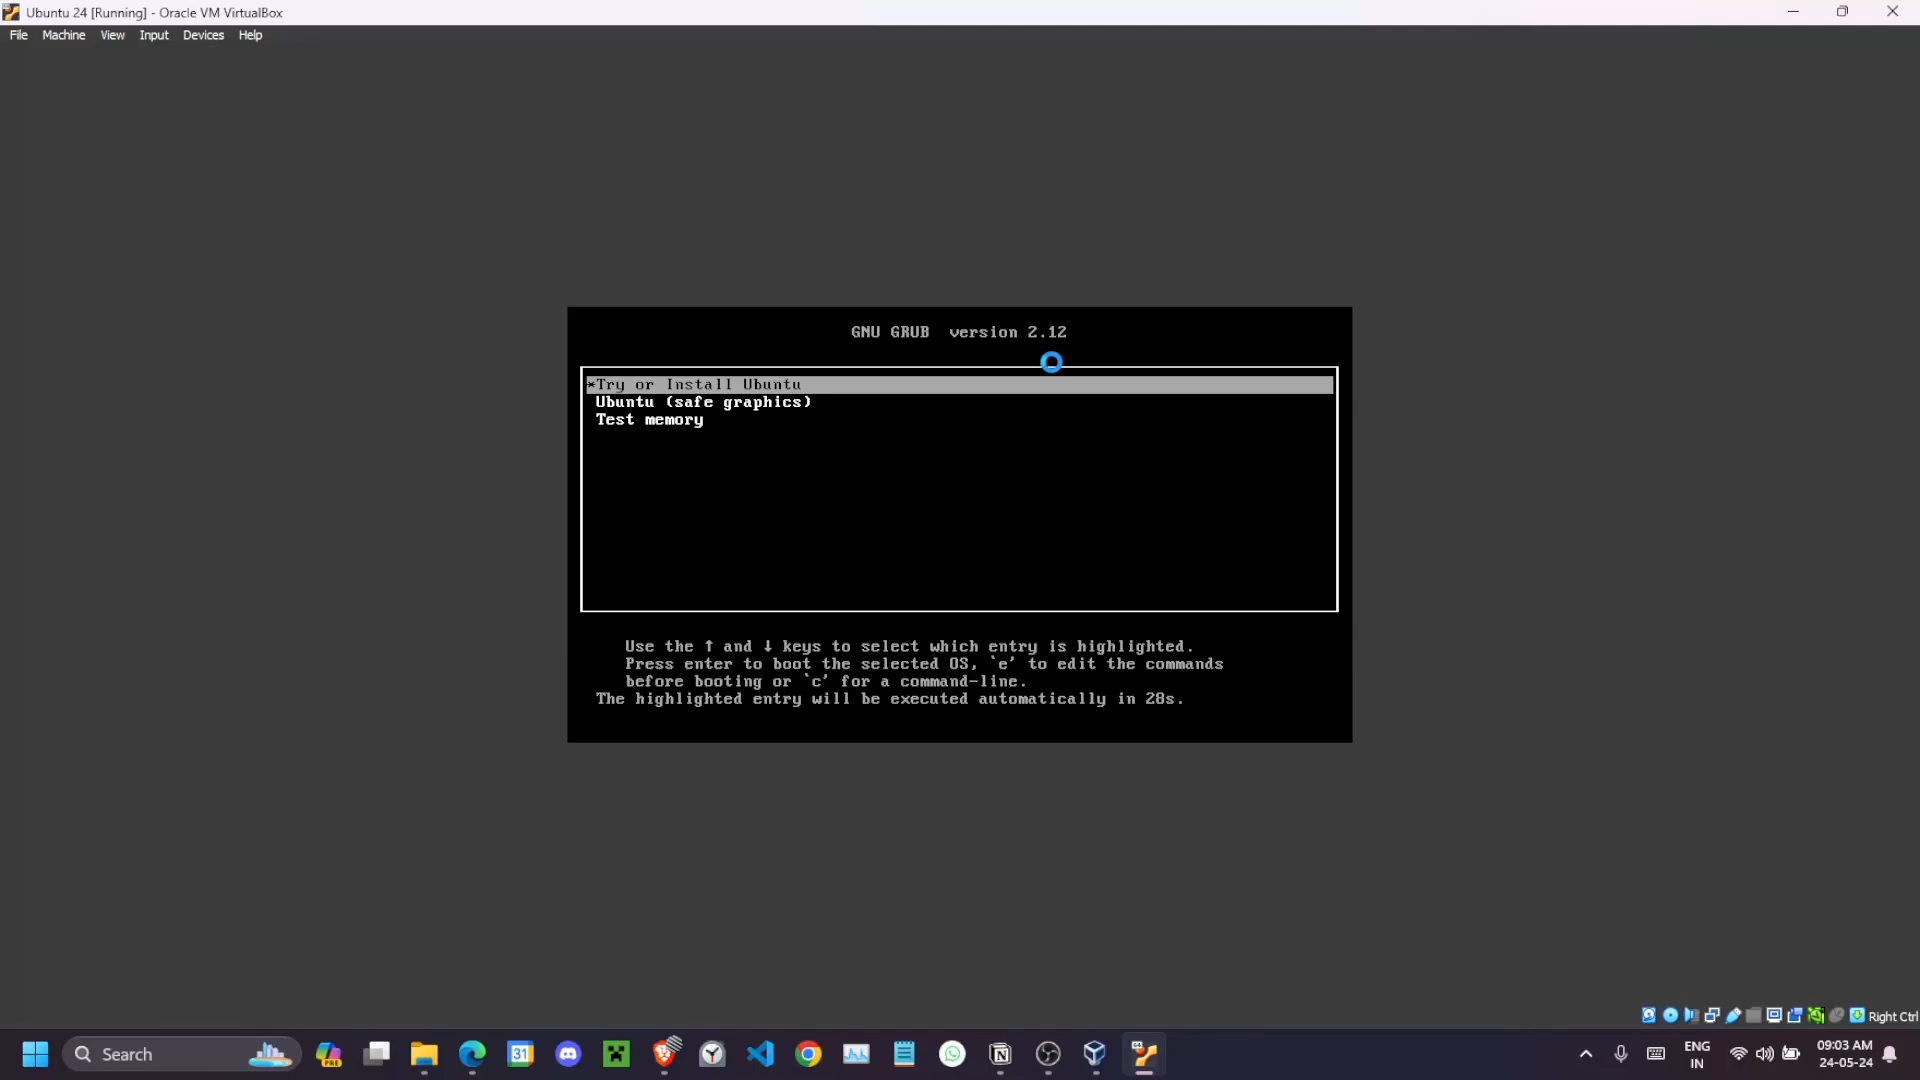 Ubuntu 24 [Running] - Oracle VM VirtualBox
File Machine View Input Devices Help
GNU GRUB version 2.12
*Try or Install Ubuntu
Ubuntu (safe graphics)
Test memory
Use the ↑ and ↓ keys to select which entry is highlighted.
Press enter to boot the selected OS, `e' to edit the commands
before booting or `c' for a command-line.
The highlighted entry will be executed automatically in 28s.
Right Ctrl
Search
PRE
31
ENG
IN
09:03 AM
24-05-24